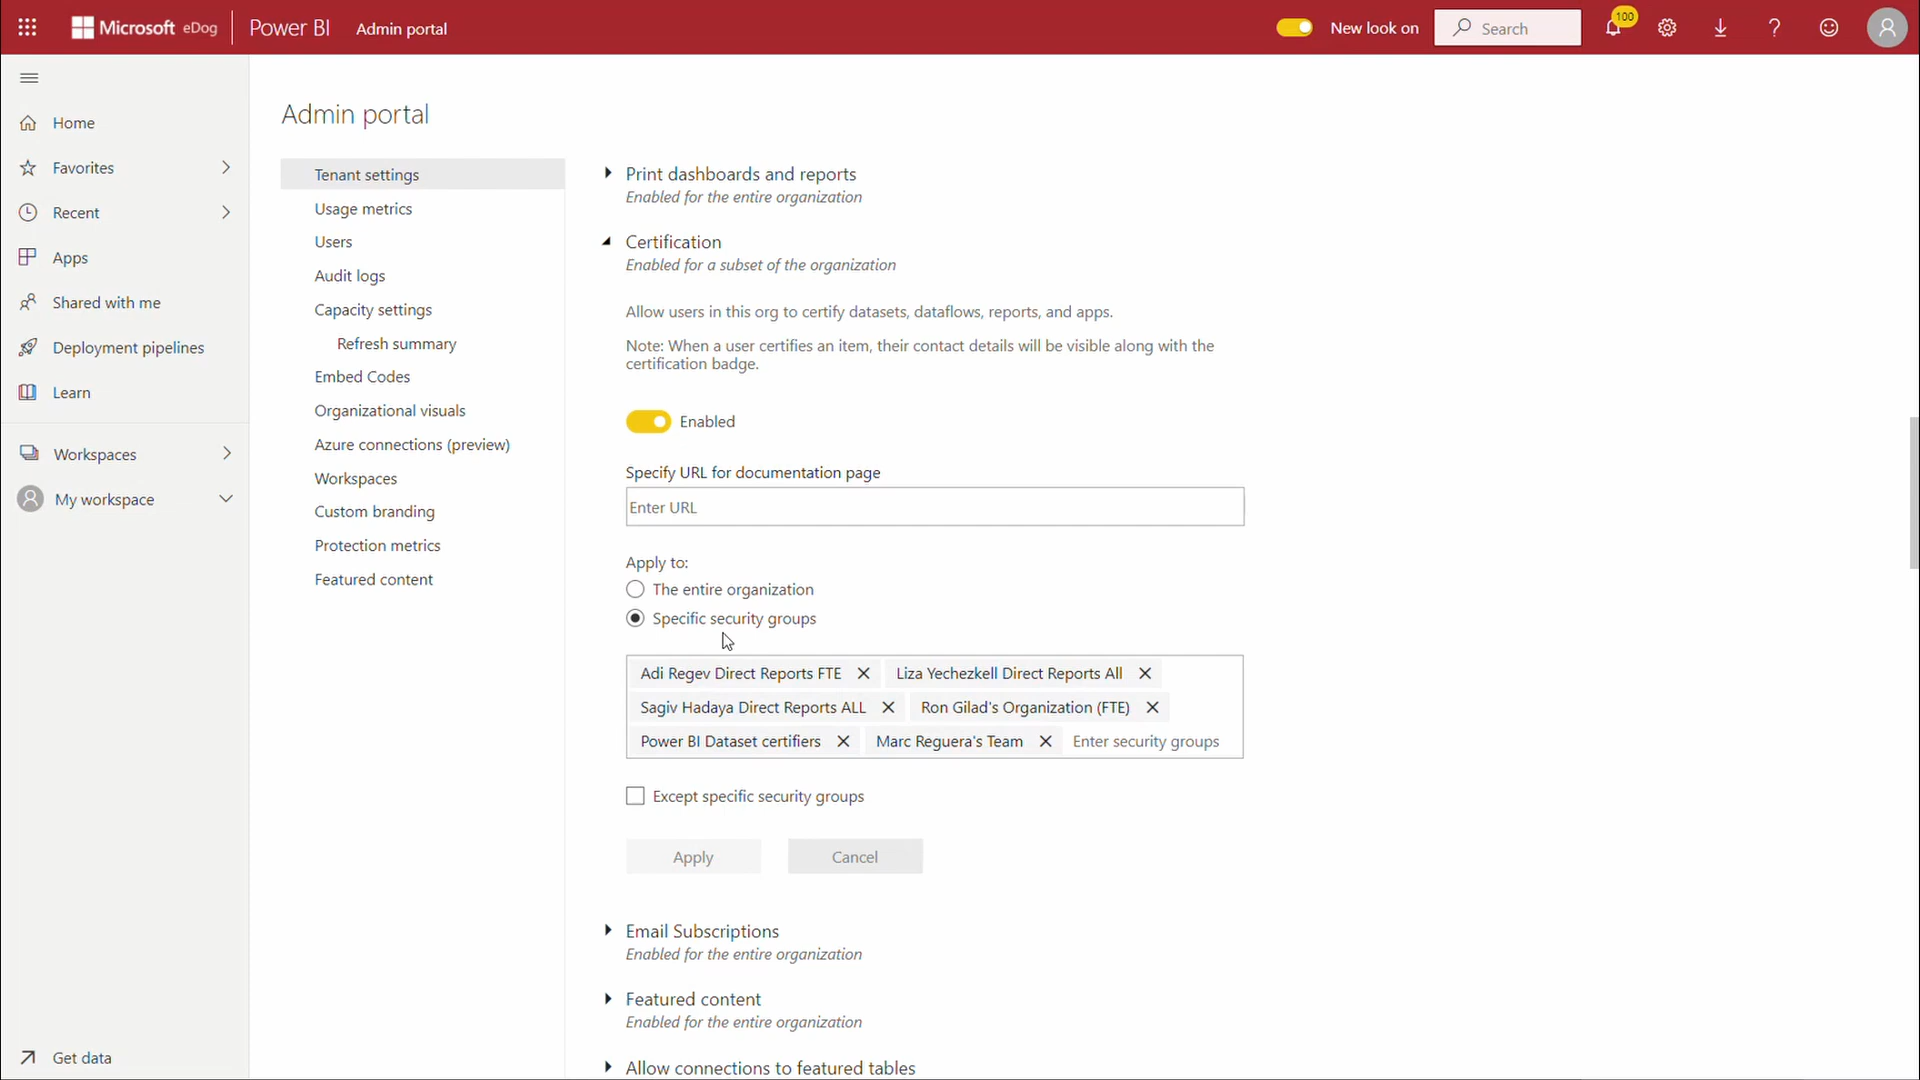 Microsoft eDog Power BI Admin portal New look on Search 100
Home
Favorites
Recent
Apps
Shared with me
Deployment pipelines
Learn
Workspaces
My workspace
Get data
Admin portal
Tenant settings
Usage metrics
Users
Audit logs
Capacity settings
Refresh summary
Embed Codes
Organizational visuals
Azure connections (preview)
Workspaces
Custom branding
Protection metrics
Featured content
Print dashboards and reports
Enabled for the entire organization
Certification
Enabled for a subset of the organization
Allow users in this org to certify datasets, dataflows, reports, and apps.
Note: When a user certifies an item, their contact details will be visible along with the
certification badge.
Enabled
Specify URL for documentation page
Enter URL
Apply to:
The entire organization
Specific security groups
Adi Regev Direct Reports FTE Liza Yechezkell Direct Reports All
Sagiv Hadaya Direct Reports ALL Ron Gilad's Organization (FTE)
Power BI Dataset certifiers Marc Reguera's Team Enter security groups
Except specific security groups
Apply Cancel
Email Subscriptions
Enabled for the entire organization
Featured content
Enabled for the entire organization
Allow connections to featured tables